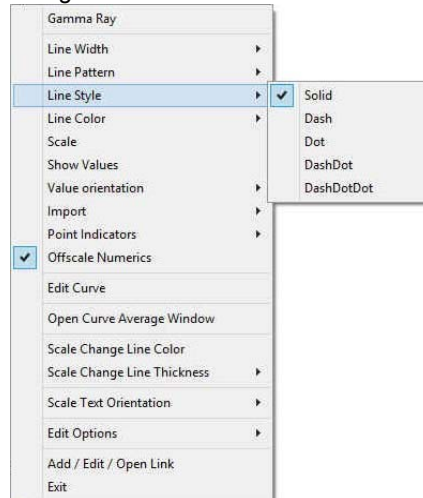 Gamma Ray
Line Width
Line Pattern
Line Style
Line Color
Scale
Show Values
Value orientation
Import
Point Indicators
Offscale Numerics
Edit Curve
Open Curve Average Window
Scale Change Line Color
Scale Change Line Thickness
Scale Text Orientation
Edit Options
Add / Edit / Open Link
Exit
Solid
Dash
Dot
DashDot
DashDotDot